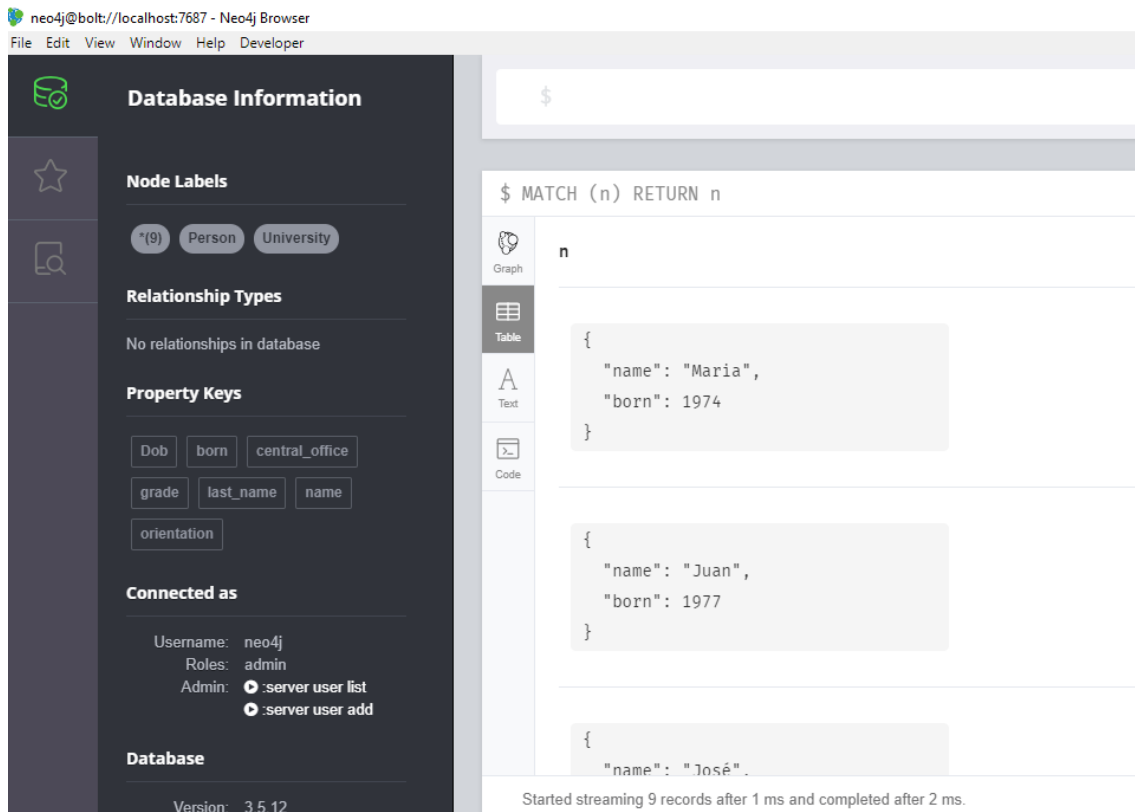 neo4j@bolt://localhost:7687 - Neo4j Browser
File Edit View Window Help Developer
Database Information
Node Labels
*(9) Person University
Relationship Types
No relationships in database
Property Keys
Dob born central_office
grade last_name name
orientation
Connected as
Username: neo4j
Roles: admin
Admin: :server user list
:server user add
Database
Version: 3.5.12
$
$ MATCH (n) RETURN n
Graph
Table
Text
Code
n
{
"name": "Maria",
"born": 1974
}
{
"name": "Juan",
"born": 1977
}
{
"name": "José",
Started streaming 9 records after 1 ms and completed after 2 ms.